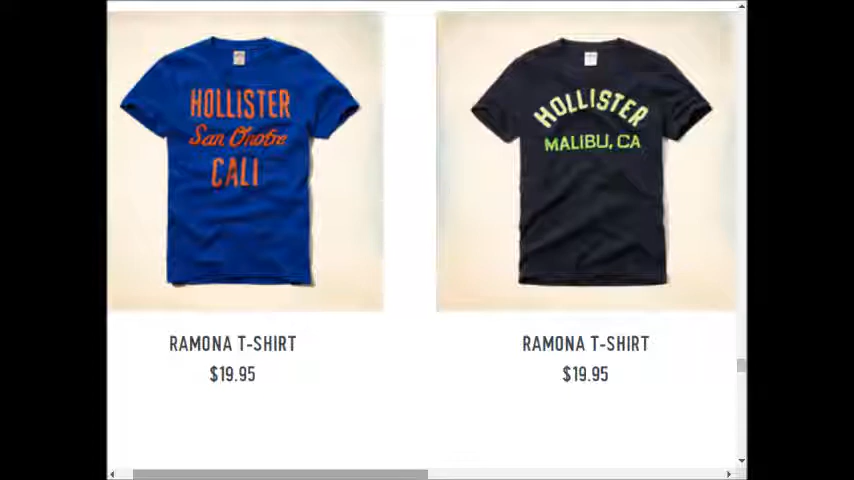 HOLLISTER
San Onofre
CALI
HOLLISTER
MALIBU, CA
RAMONA T-SHIRT
$19.95
RAMONA T-SHIRT
$19.95